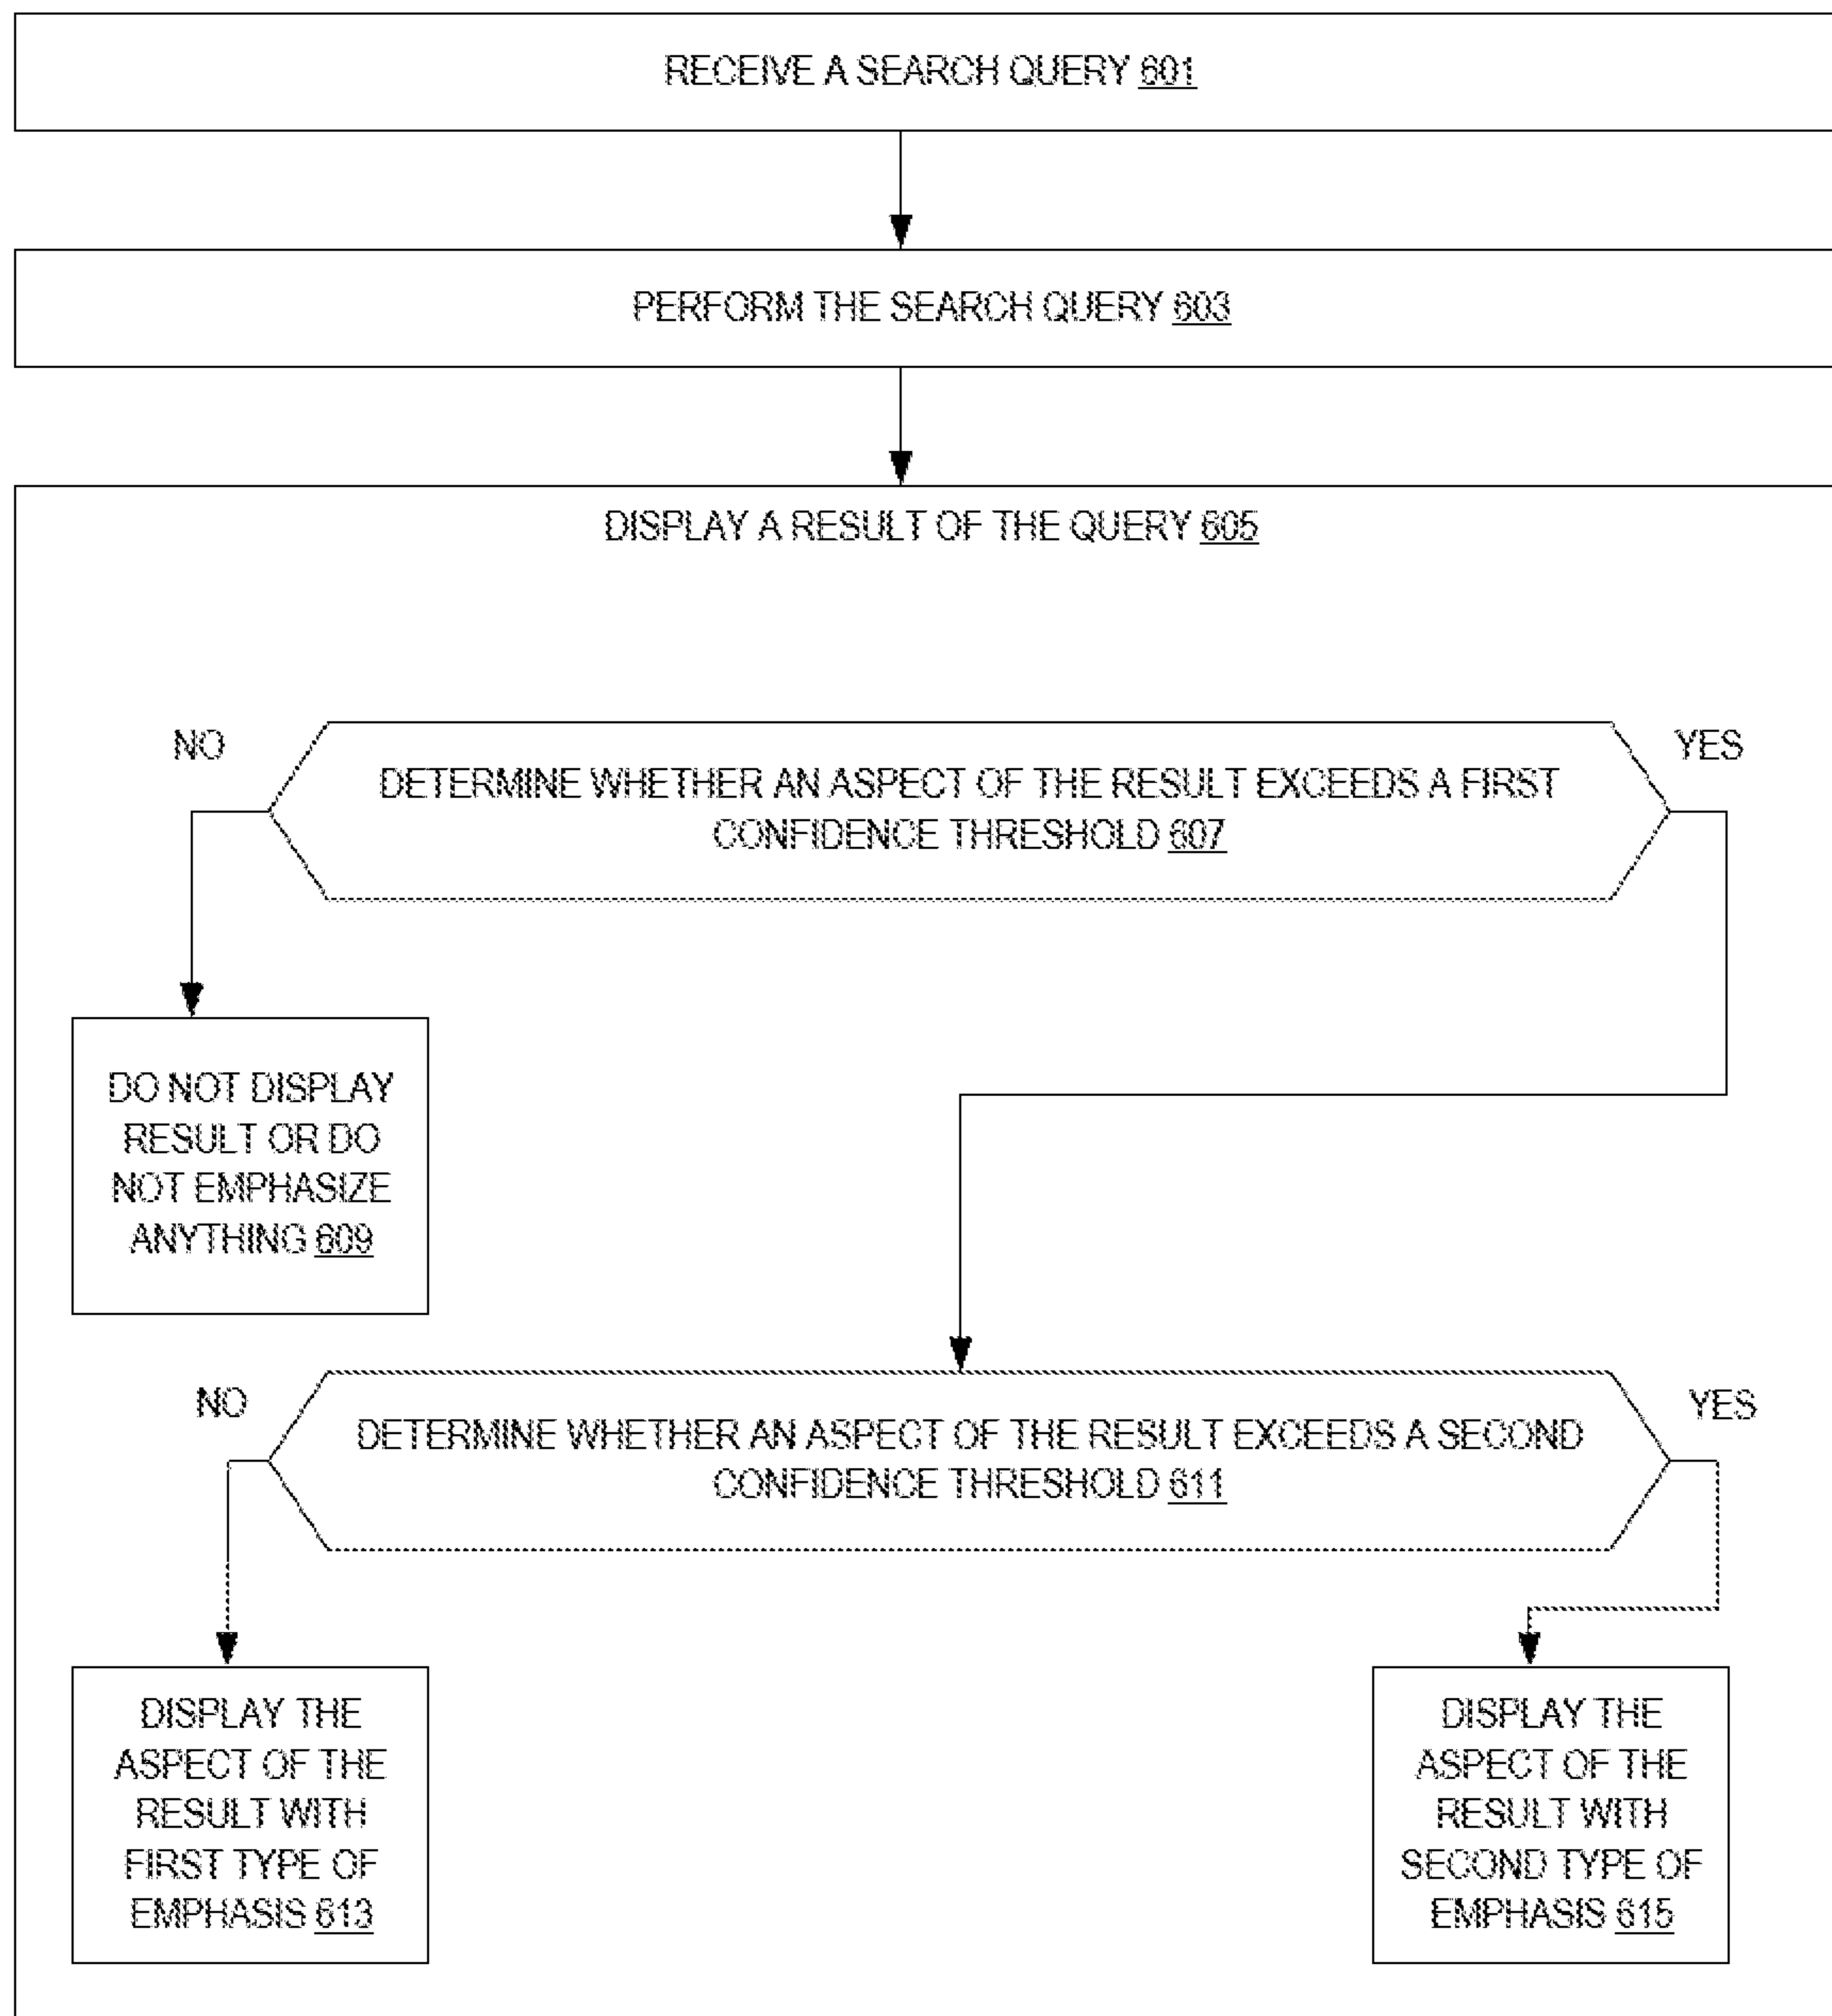 RECEIVE A SEARCH QUERY 601
PERFORM THE SEARCH QUERY 603
DISPLAY A RESULT OF THE QUERY 605
NO
YES
DETERMINE WHETHER AN ASPECT OF THE RESULT EXCEEDS A FIRST
CONFIDENCE THRESHOLD 607
DO NOT DISPLAY
RESULT OR DO
NOT EMPHASIZE
ANYTHING 609
NO
YES
DETERMINE WHETHER AN ASPECT OF THE RESULT EXCEEDS A SECOND
CONFIDENCE THRESHOLD 611
DISPLAY THE
ASPECT OF THE
RESULT WITH
FIRST TYPE OF
EMPHASIS 613
DISPLAY THE
ASPECT OF THE
RESULT WITH
SECOND TYPE OF
EMPHASIS 615